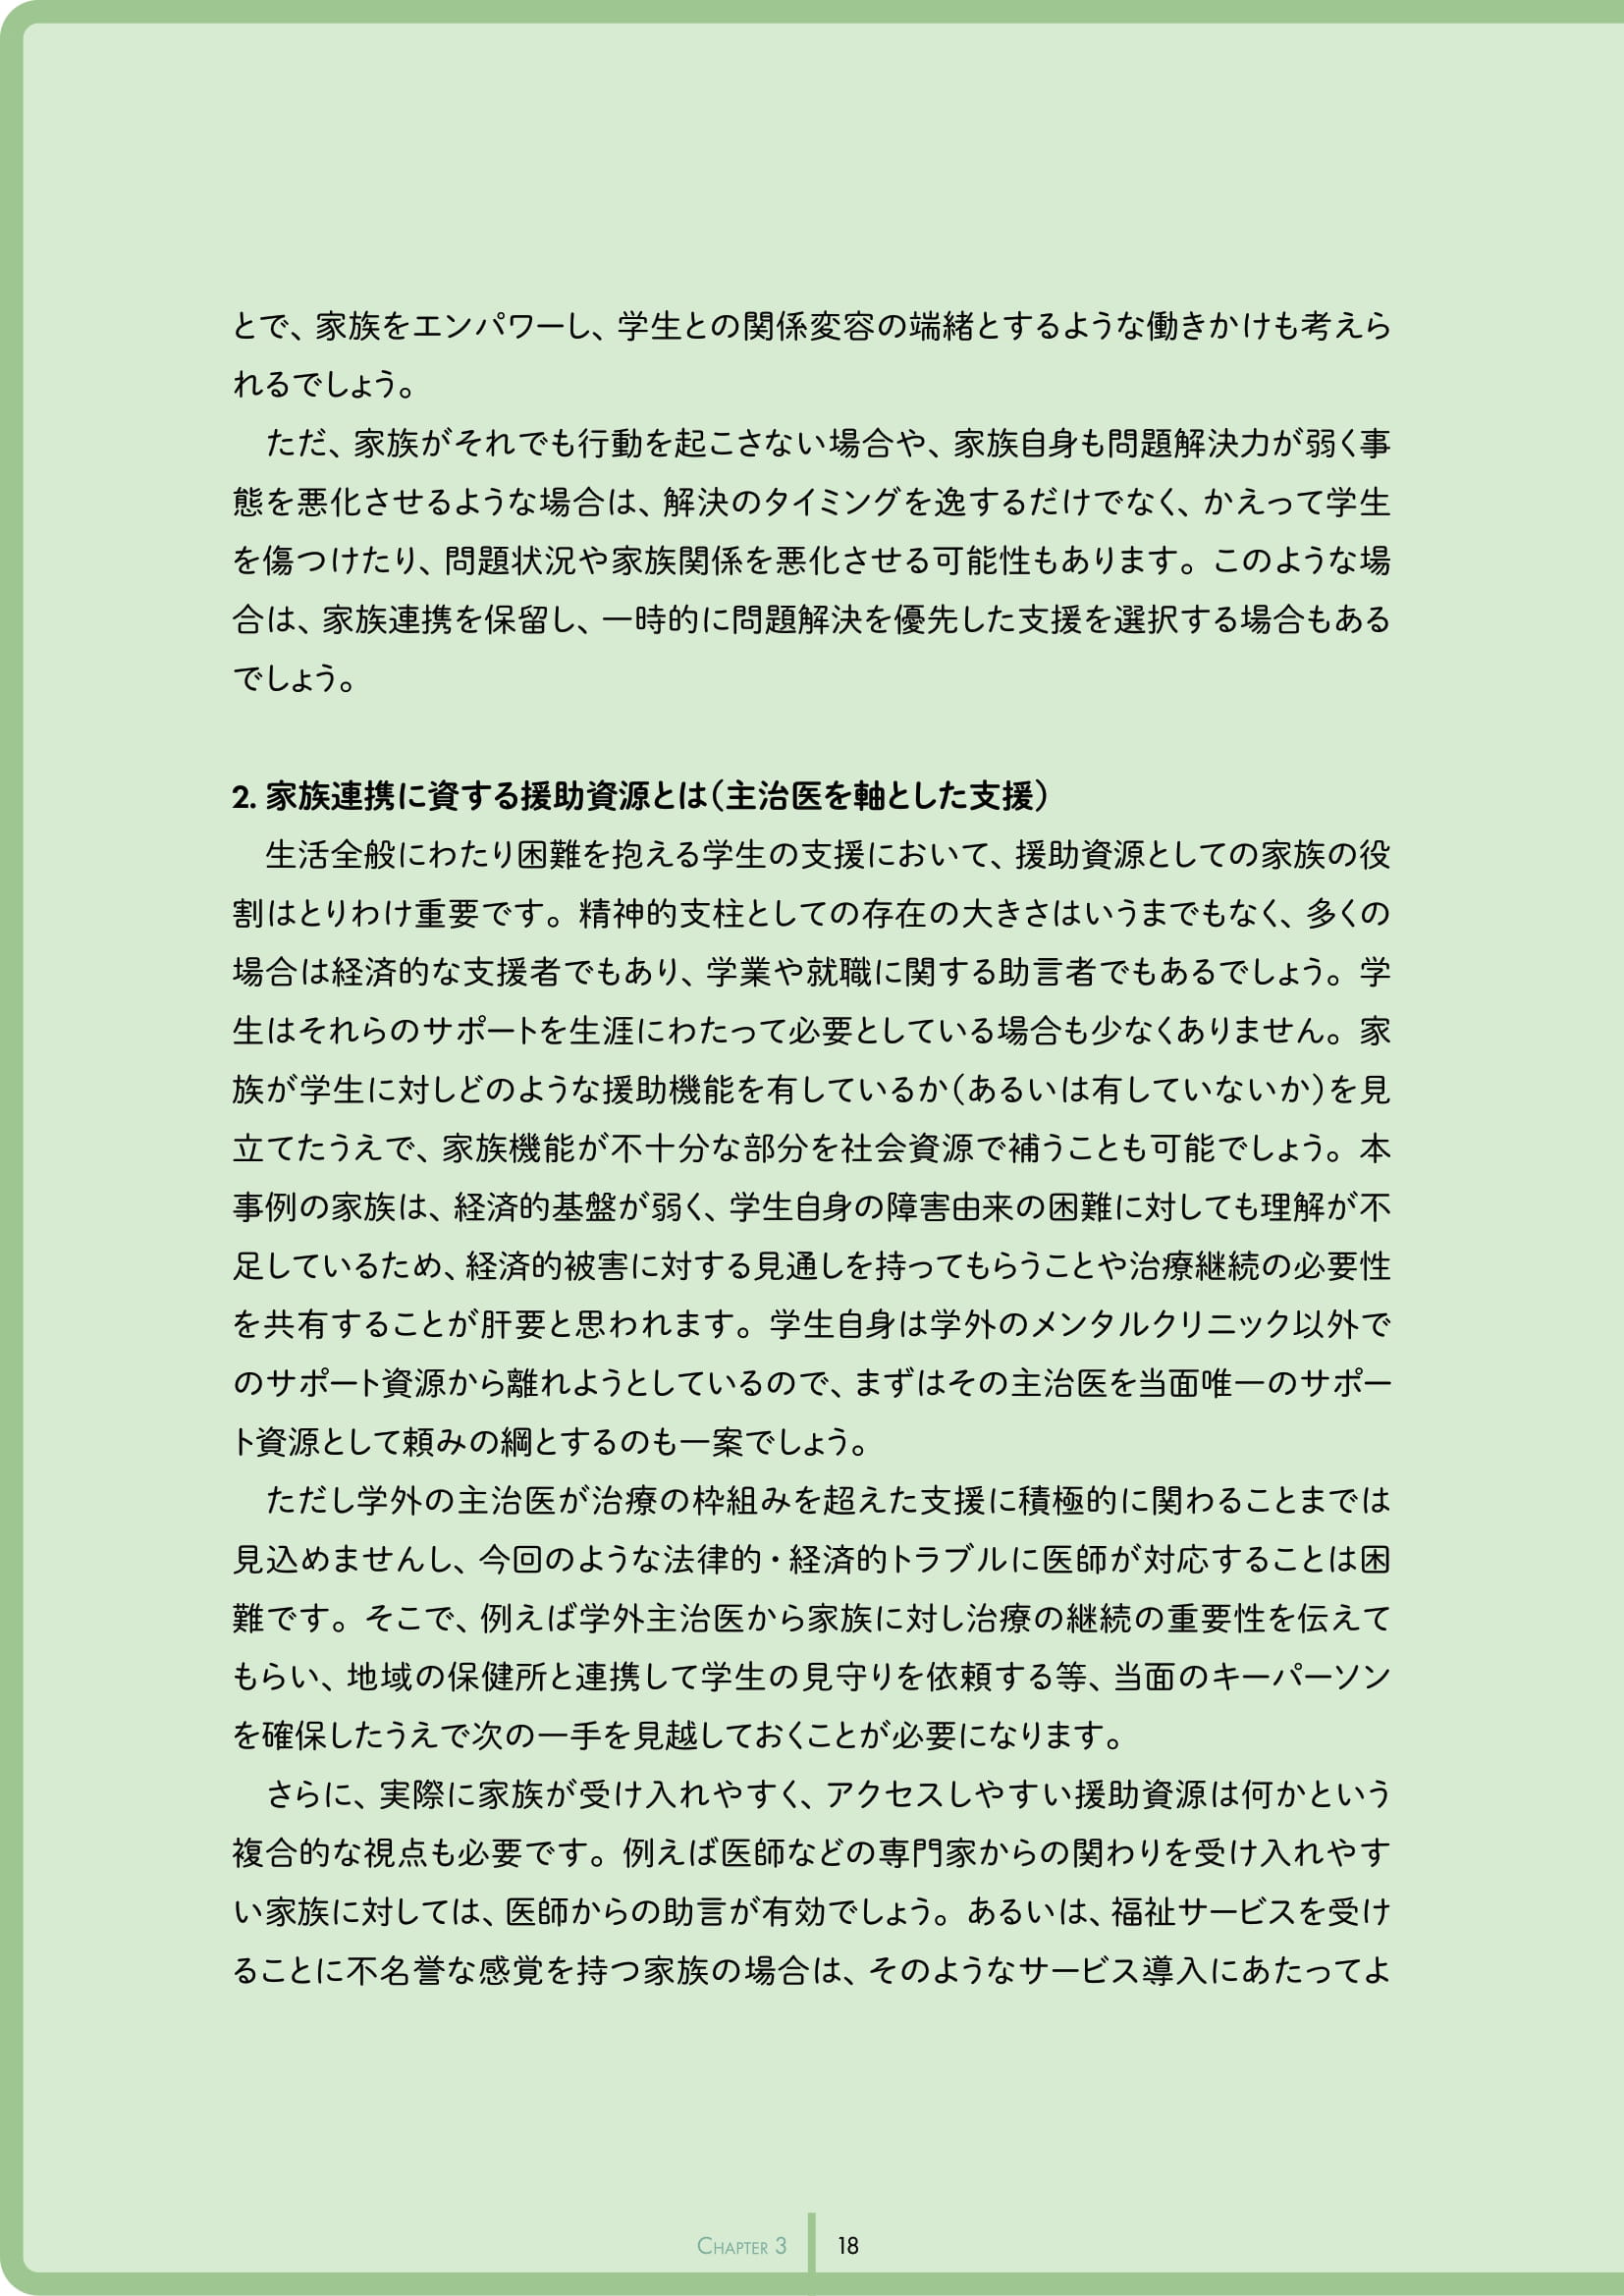 とで、家族をエンパワーし、学生との関係変容の端緒とするような働きかけも考えら
れるでしょう。
　ただ、家族がそれでも行動を起こさない場合や、家族自身も問題解決力が弱く事
態を悪化させるような場合は、解決のタイミングを逸するだけでなく、かえって学生
を傷つけたり、問題状況や家族関係を悪化させる可能性もあります。このような場
合は、家族連携を保留し、一時的に問題解決を優先した支援を選択する場合もある
でしょう。
2. 家族連携に資する援助資源とは（主治医を軸とした支援）
　生活全般にわたり困難を抱える学生の支援において、援助資源としての家族の役
割はとりわけ重要です。精神的支柱としての存在の大きさはいうまでもなく、多くの
場合は経済的な支援者でもあり、学業や就職に関する助言者でもあるでしょう。学
生はそれらのサポートを生涯にわたって必要としている場合も少なくありません。家
族が学生に対しどのような援助機能を有しているか（あるいは有していないか）を見
立てたうえで、家族機能が不十分な部分を社会資源で補うことも可能でしょう。本
事例の家族は、経済的基盤が弱く、学生自身の障害由来の困難に対しても理解が不
足しているため、経済的被害に対する見通しを持ってもらうことや治療継続の必要性
を共有することが肝要と思われます。学生自身は学外のメンタルクリニック以外で
のサポート資源から離れようとしているので、まずはその主治医を当面唯一のサポー
ト資源として頼みの綱とするのも一案でしょう。
　ただし学外の主治医が治療の枠組みを超えた支援に積極的に関わることまでは
見込めませんし、今回のような法律的・経済的トラブルに医師が対応することは困
難です。そこで、例えば学外主治医から家族に対し治療の継続の重要性を伝えて
もらい、地域の保健所と連携して学生の見守りを依頼する等、当面のキーパーソン
を確保したうえで次の一手を見越しておくことが必要になります。
　さらに、実際に家族が受け入れやすく、アクセスしやすい援助資源は何かという
複合的な視点も必要です。例えば医師などの専門家からの関わりを受け入れやす
い家族に対しては、医師からの助言が有効でしょう。あるいは、福祉サービスを受け
ることに不名誉な感覚を持つ家族の場合は、そのようなサービス導入にあたってよ
Chapter 3 18